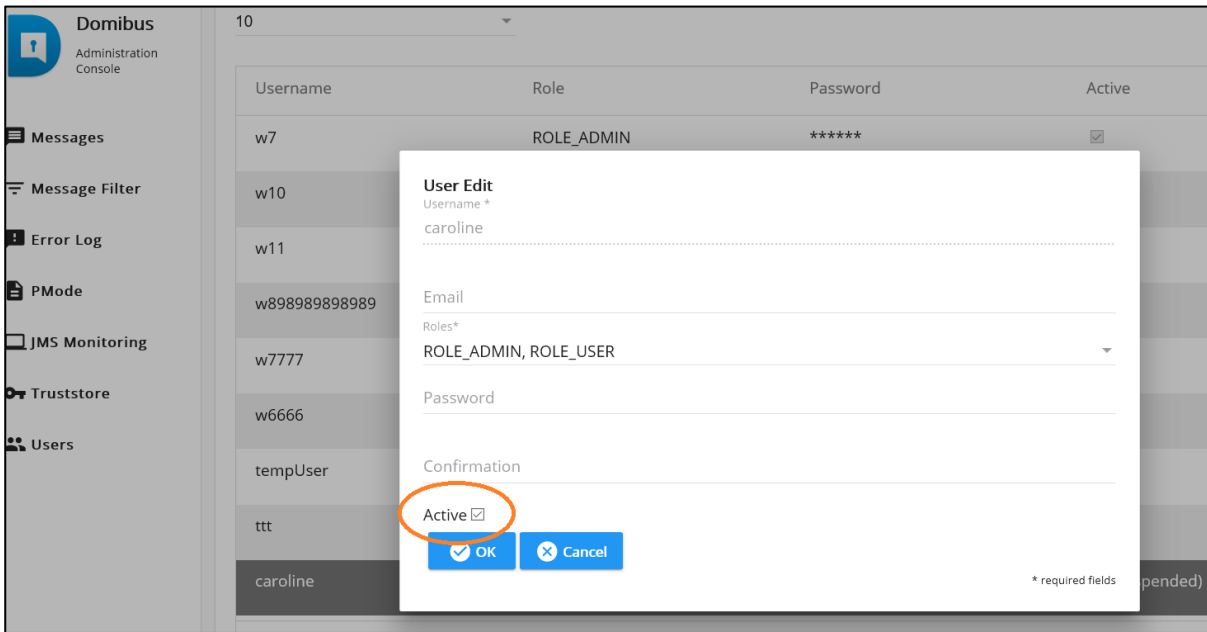 Domibus
Administration
Console
Messages
Message Filter
Error Log
PMode
JMS Monitoring
Truststore
Users
10
Username Role Password Active
w7 ROLE_ADMIN ******
w10
w11
w898989898989
w7777
w6666
tempUser
ttt
caroline pended)
User Edit
Username *
caroline
Email
Roles*
ROLE_ADMIN, ROLE_USER
Password
Confirmation
Active
OK Cancel
* required fields